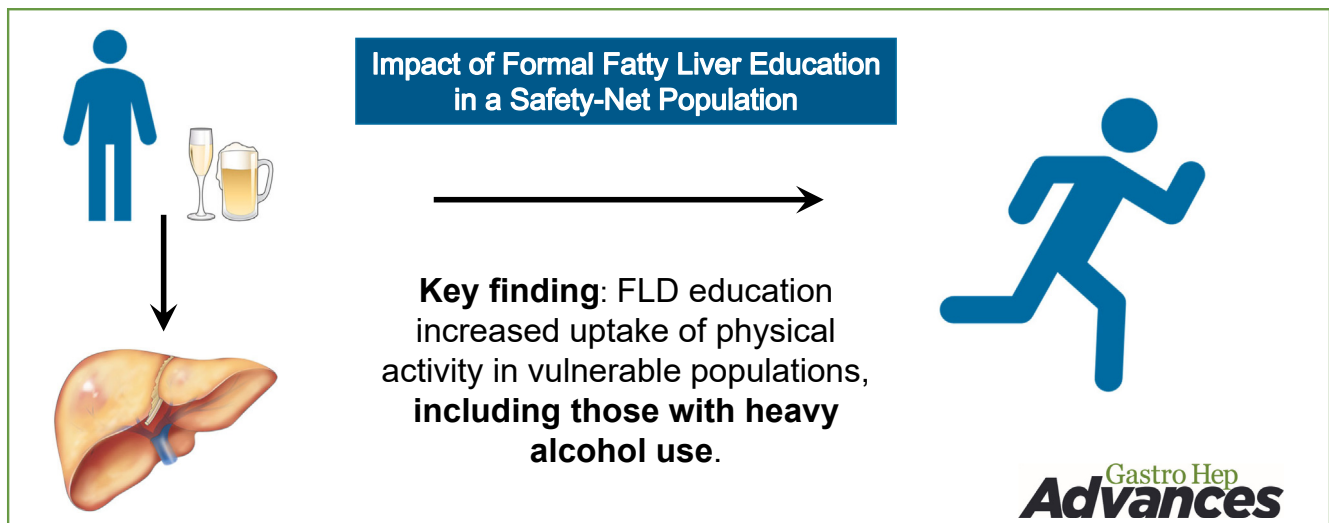 Impact of Formal Fatty Liver Education
in a Safety-Net Population
Key finding: FLD education
increased uptake of physical
activity in vulnerable populations,
including those with heavy
alcohol use.
Gastro Hep
Advances